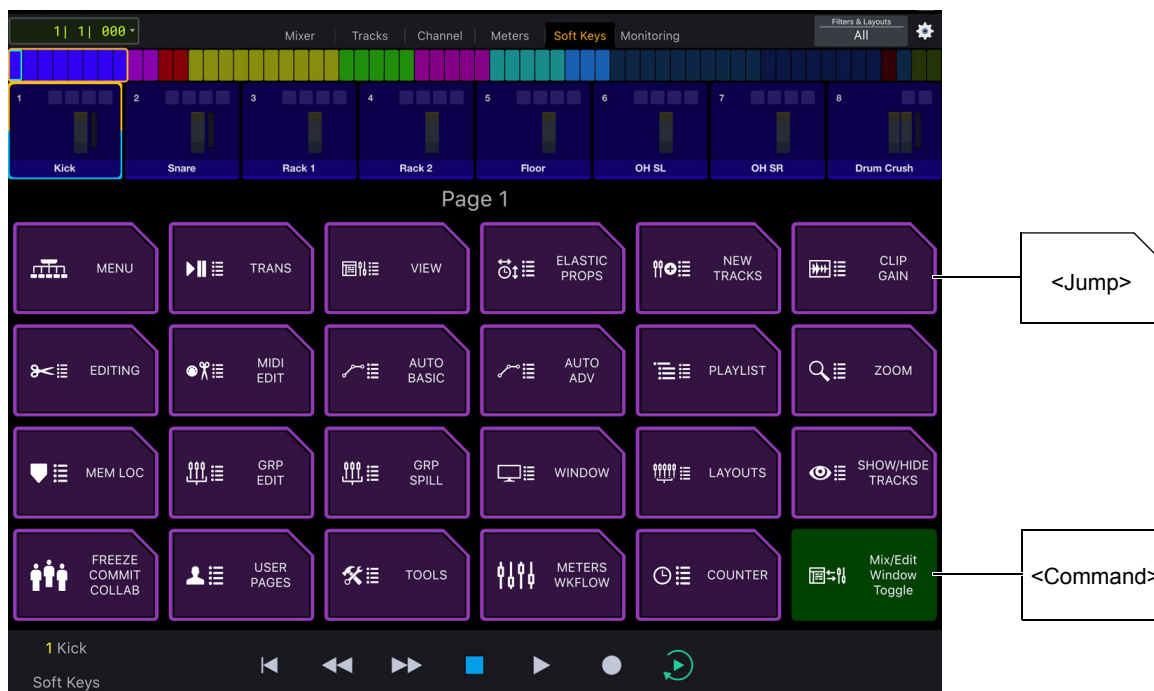 1| 1| 000
Mixer Tracks Channel Meters Soft Keys Monitoring
Filters & Layouts
All
1 2 3 4 5 6 7 8
Kick Snare Rack 1 Rack 2 Floor OH SL OH SR Drum Crush
Page 1
MENU
TRANS
VIEW
ELASTIC
PROPS
NEW
TRACKS
CLIP
GAIN
<Jump>
EDITING
MIDI
EDIT
AUTO
BASIC
AUTO
ADV
PLAYLIST
ZOOM
MEM LOC
GRP
EDIT
GRP
SPILL
WINDOW
LAYOUTS
SHOW/HIDE
TRACKS
FREEZE
COMMIT
COLLAB
USER
PAGES
TOOLS
METERS
WKFLOW
COUNTER
Mix/Edit
Window
Toggle
<Command>
1 Kick
Soft Keys